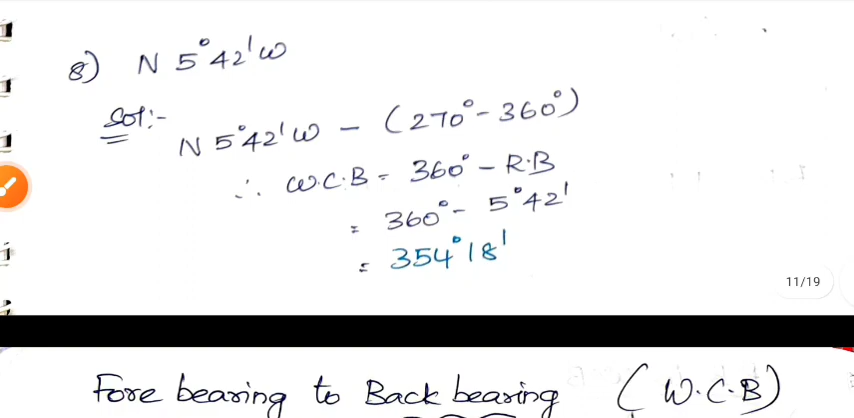 8) N 5°42'W
Sol:-
N 5°42'W - (270°-360°)
∴ W.C.B = 360° - R.B
= 360° - 5°42'
= 354°18'
11/19
Fore bearing to Back bearing (W.C.B)